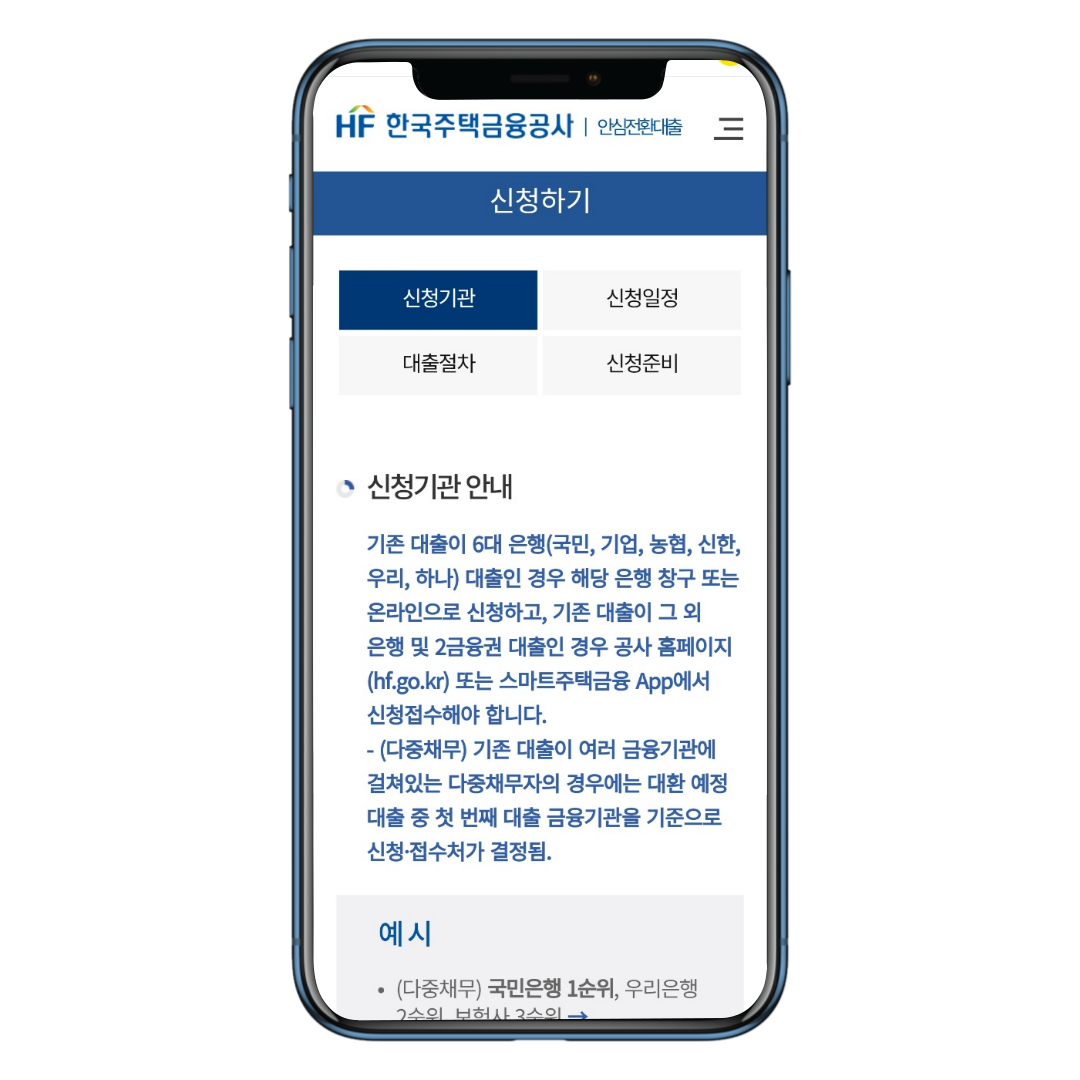 HF 한국주택금융공사 | 안심전환대출
신청하기
신청기관
신청일정
대출절차
신청준비
신청기관 안내
기존 대출이 6대 은행(국민, 기업, 농협, 신한,
우리, 하나) 대출인 경우 해당 은행 창구 또는
온라인으로 신청하고, 기존 대출이 그 외
은행 및 2금융권 대출인 경우 공사 홈페이지
(hf.go.kr) 또는 스마트주택금융 App에서
신청접수해야 합니다.
- (다중채무) 기존 대출이 여러 금융기관에
걸쳐있는 다중채무자의 경우에는 대환 예정
대출 중 첫 번째 대출 금융기관을 기준으로
신청·접수처가 결정됨.
예 시
• (다중채무) 국민은행 1순위, 우리은행
2순위, 보험사 3순위 →